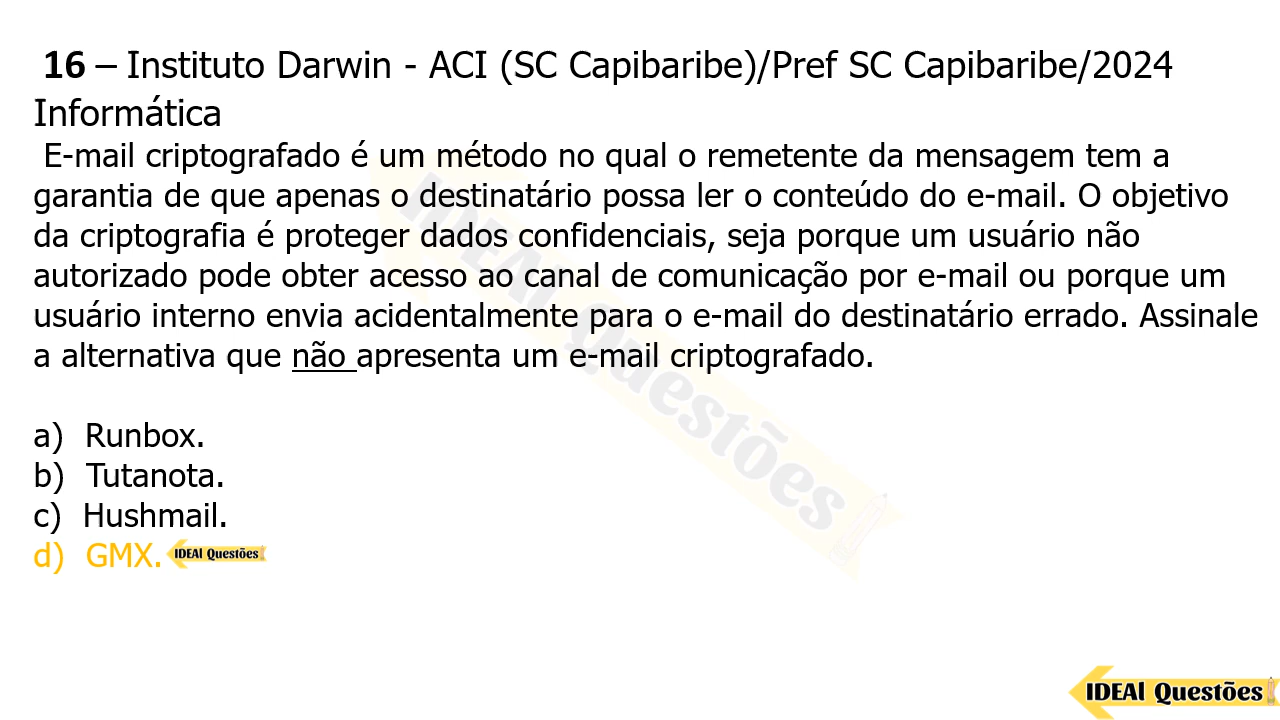 16 – Instituto Darwin - ACI (SC Capibaribe)/Pref SC Capibaribe/2024
Informática
E-mail criptografado é um método no qual o remetente da mensagem tem a
garantia de que apenas o destinatário possa ler o conteúdo do e-mail. O objetivo
da criptografia é proteger dados confidenciais, seja porque um usuário não
autorizado pode obter acesso ao canal de comunicação por e-mail ou porque um
usuário interno envia acidentalmente para o e-mail do destinatário errado. Assinale
a alternativa que não apresenta um e-mail criptografado.
IDEAl Questões
a) Runbox.
b) Tutanota.
c) Hushmail.
d) GMX. IDEAl Questões
IDEAl Questões